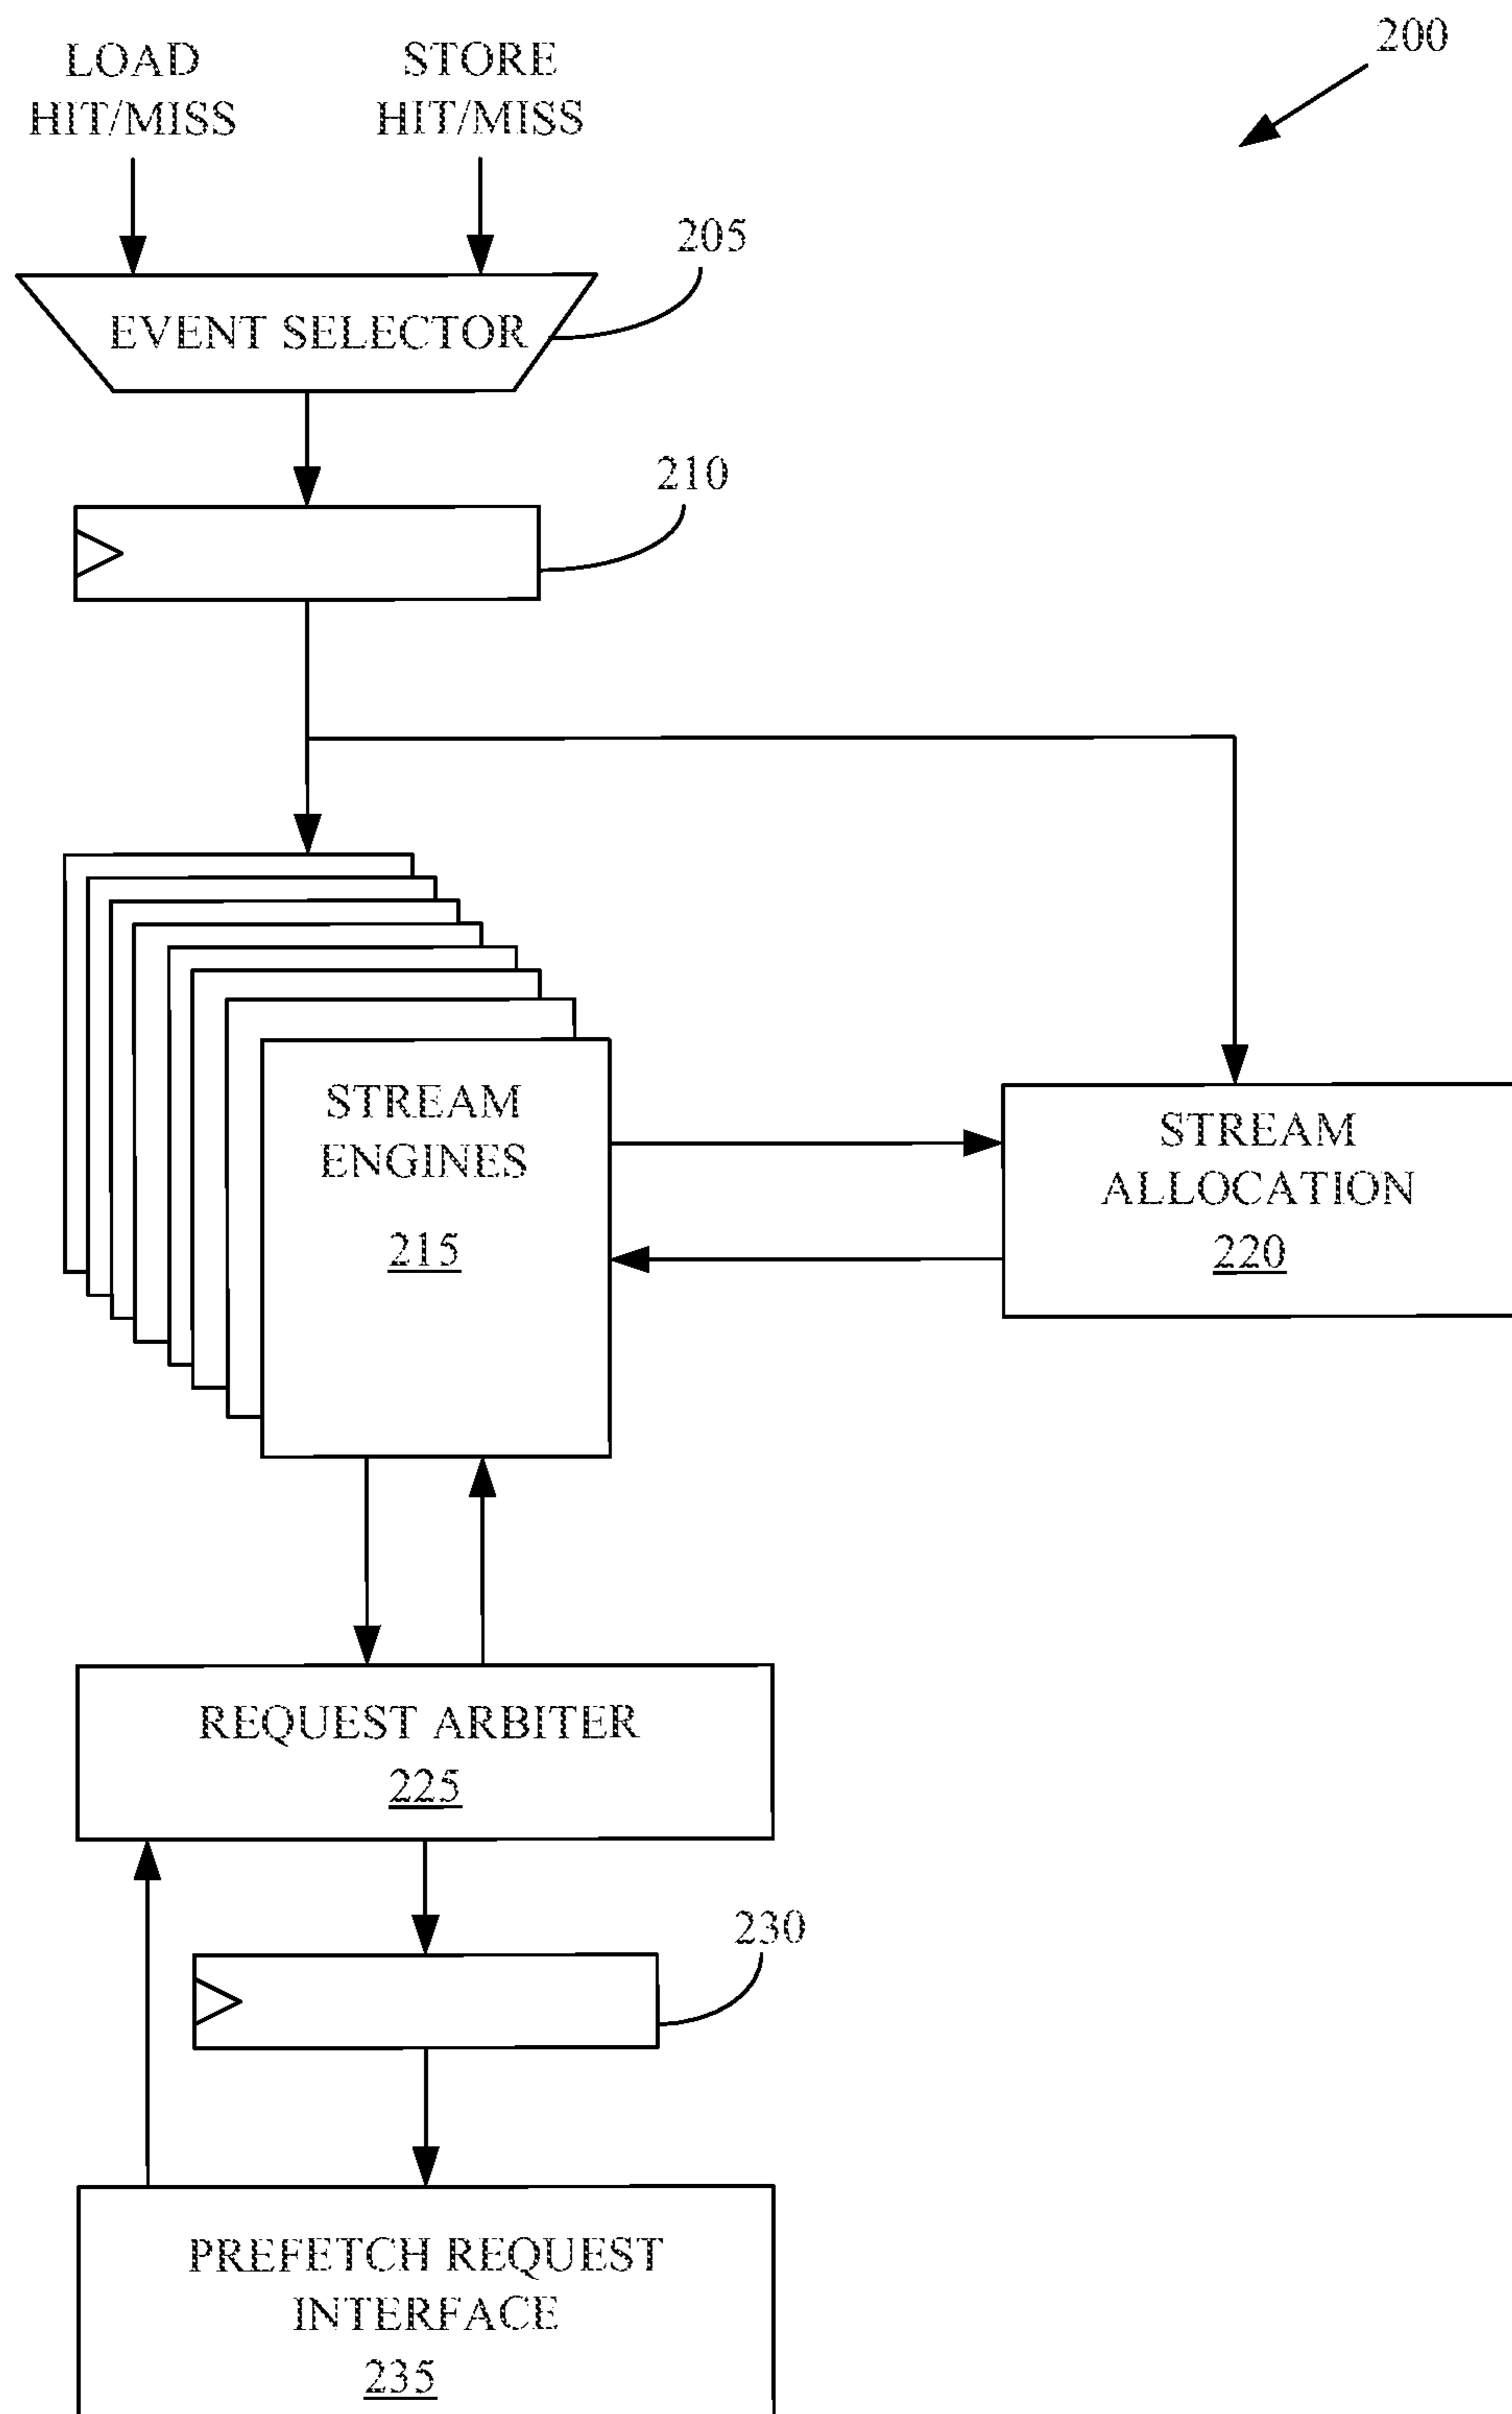 200
LOAD
HIT/MISS
STORE
HIT/MISS
205
EVENT SELECTOR
210
STREAM
ENGINES
215
STREAM
ALLOCATION
220
REQUEST ARBITER
225
230
PREFETCH REQUEST
INTERFACE
235